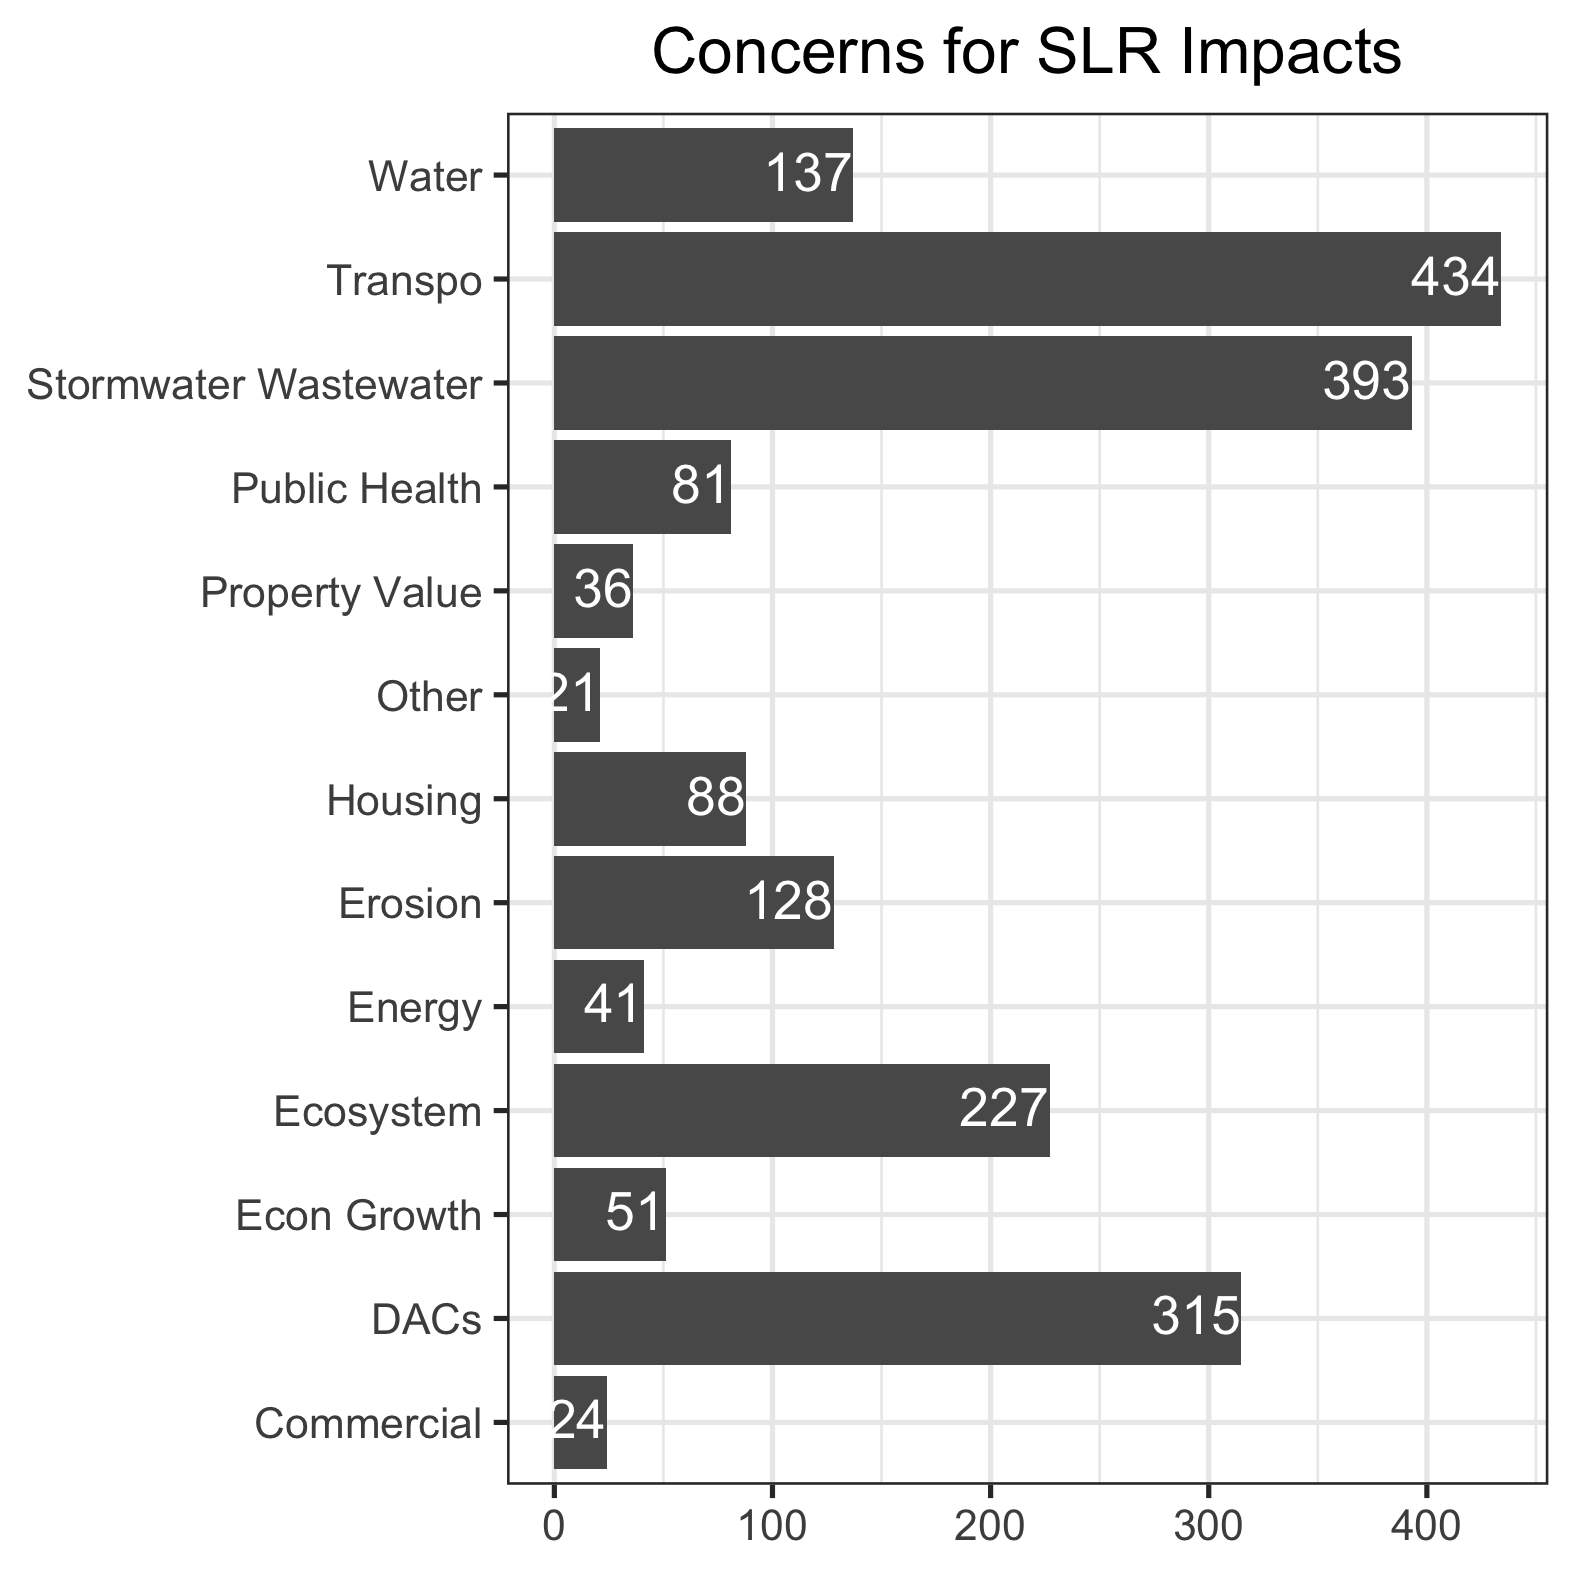 Concerns for SLR Impacts
Water 137
Transpo 434
Stormwater Wastewater 393
Public Health 81
Property Value 36
Other 21
Housing 88
Erosion 128
Energy 41
Ecosystem 227
Econ Growth 51
DACs 315
Commercial 24
0 100 200 300 400